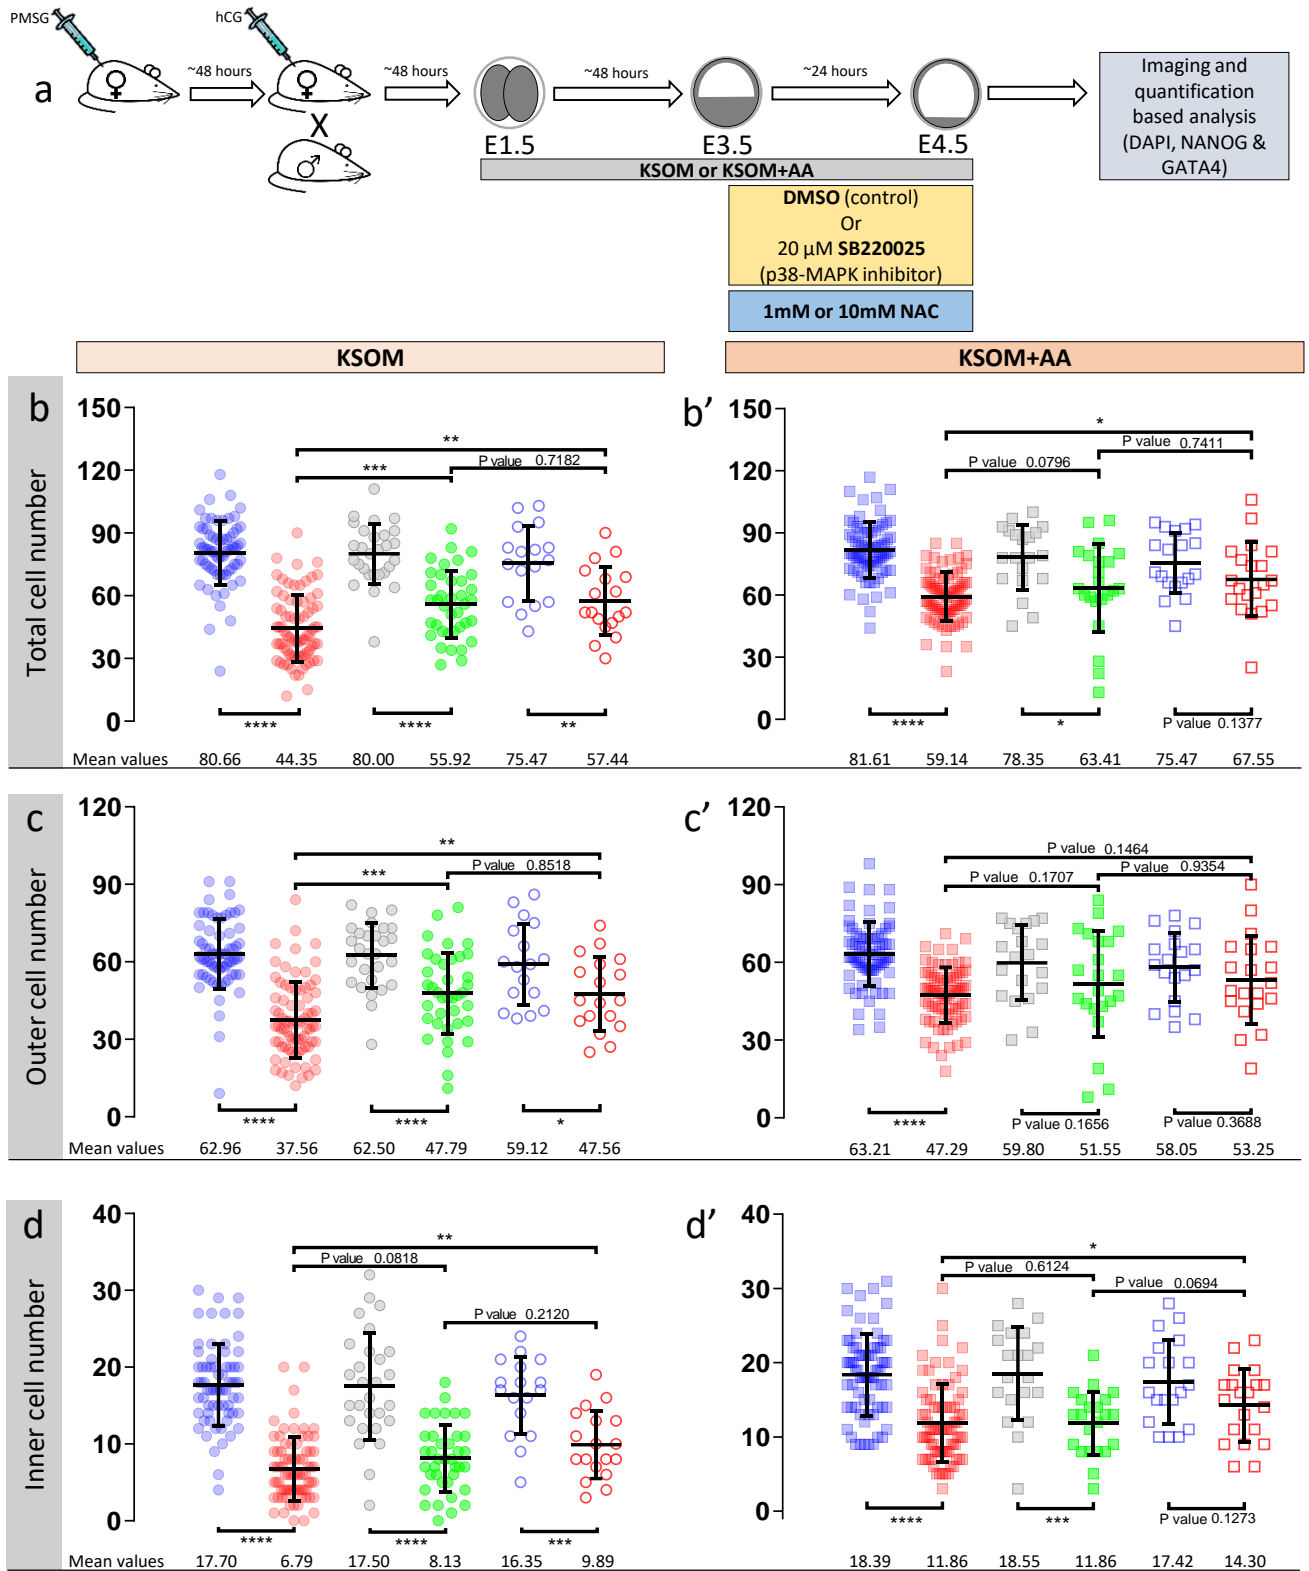 a
PMSG
hCG
~48 hours
~48 hours
~48 hours
~24 hours
X
E1.5
E3.5
E4.5
Imaging and
quantification
based analysis
(DAPI, NANOG &
GATA4)
KSOM or KSOM+AA
DMSO (control)
Or
20 µM SB220025
(p38-MAPK inhibitor)
1mM or 10mM NAC
KSOM
KSOM+AA
b
Total cell number
150
120
90
60
30
0
**
***
P value 0.7182
****
****
**
Mean values 80.66 44.35 80.00 55.92 75.47 57.44
b’
150
120
90
60
30
0
*
P value 0.7411
P value 0.0796
****
*
P value 0.1377
81.61 59.14 78.35 63.41 75.47 67.55
c
Outer cell number
120
90
60
30
0
**
P value 0.8518
***
****
****
*
Mean values 62.96 37.56 62.50 47.79 59.12 47.56
c’
120
90
60
30
0
P value 0.1464
P value 0.9354
P value 0.1707
****
P value 0.1656
P value 0.3688
63.21 47.29 59.80 51.55 58.05 53.25
d
Inner cell number
40
30
20
10
0
**
P value 0.0818
P value 0.2120
****
****
***
Mean values 17.70 6.79 17.50 8.13 16.35 9.89
d’
40
30
20
10
0
*
P value 0.6124
P value 0.0694
****
***
P value 0.1273
18.39 11.86 18.55 11.86 17.42 14.30